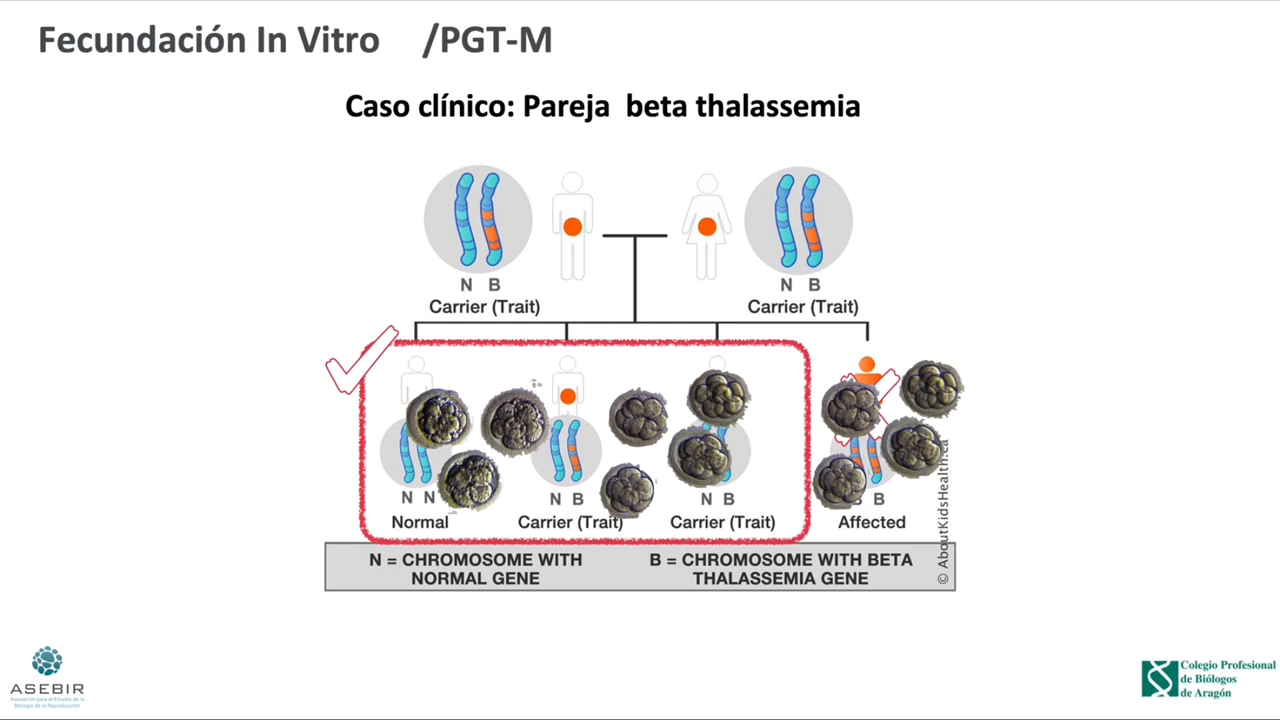 Fecundación In Vitro /PGT-M
Caso clínico: Pareja beta thalassemia
N B
N B
Carrier (Trait)
Carrier (Trait)
N N
N B
N B
B
Normal
Carrier (Trait)
Carrier (Trait)
Affected
© AboutKidsHealth.ca
N = CHROMOSOME WITH
NORMAL GENE
B = CHROMOSOME WITH BETA
THALASSEMIA GENE
ASEBIR
Asociación para el Estudio de la
Biología de la Reproducción
Colegio Profesional
de Biólogos
de Aragón